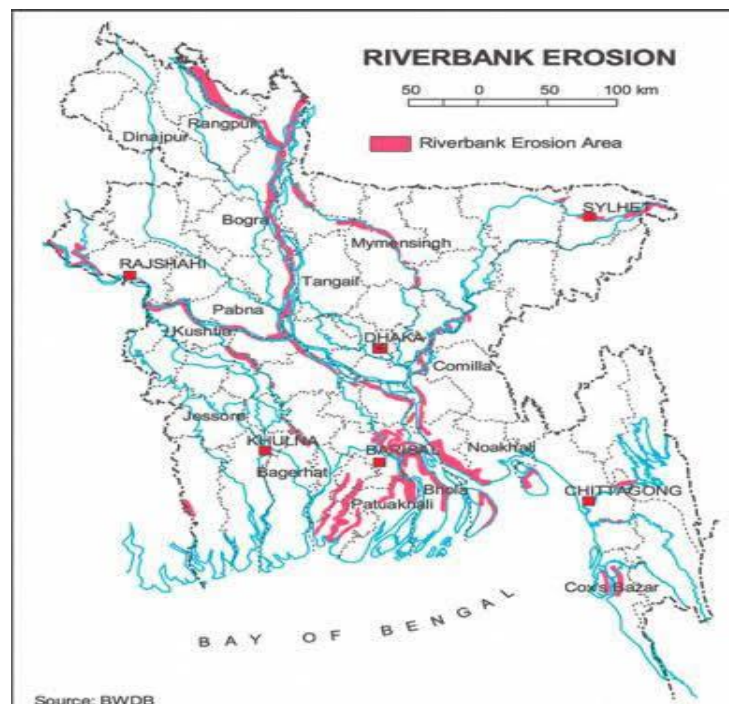 RIVERBANK EROSION
50 0 50 100 km
Riverbank Erosion Area
Rangpur
Dinajpur
SYLHET
Bogra
Mymensingh
RAJSHAHI
Tangail
Pabna
Kushtia
DHAKA
Comilla
Jessore
KHULNA
BARISAL
Noakhali
Bagerhat
Bhola
CHITTAGONG
Patuakhali
Cox's Bazar
BAY OF BENGAL
Source: BWDB